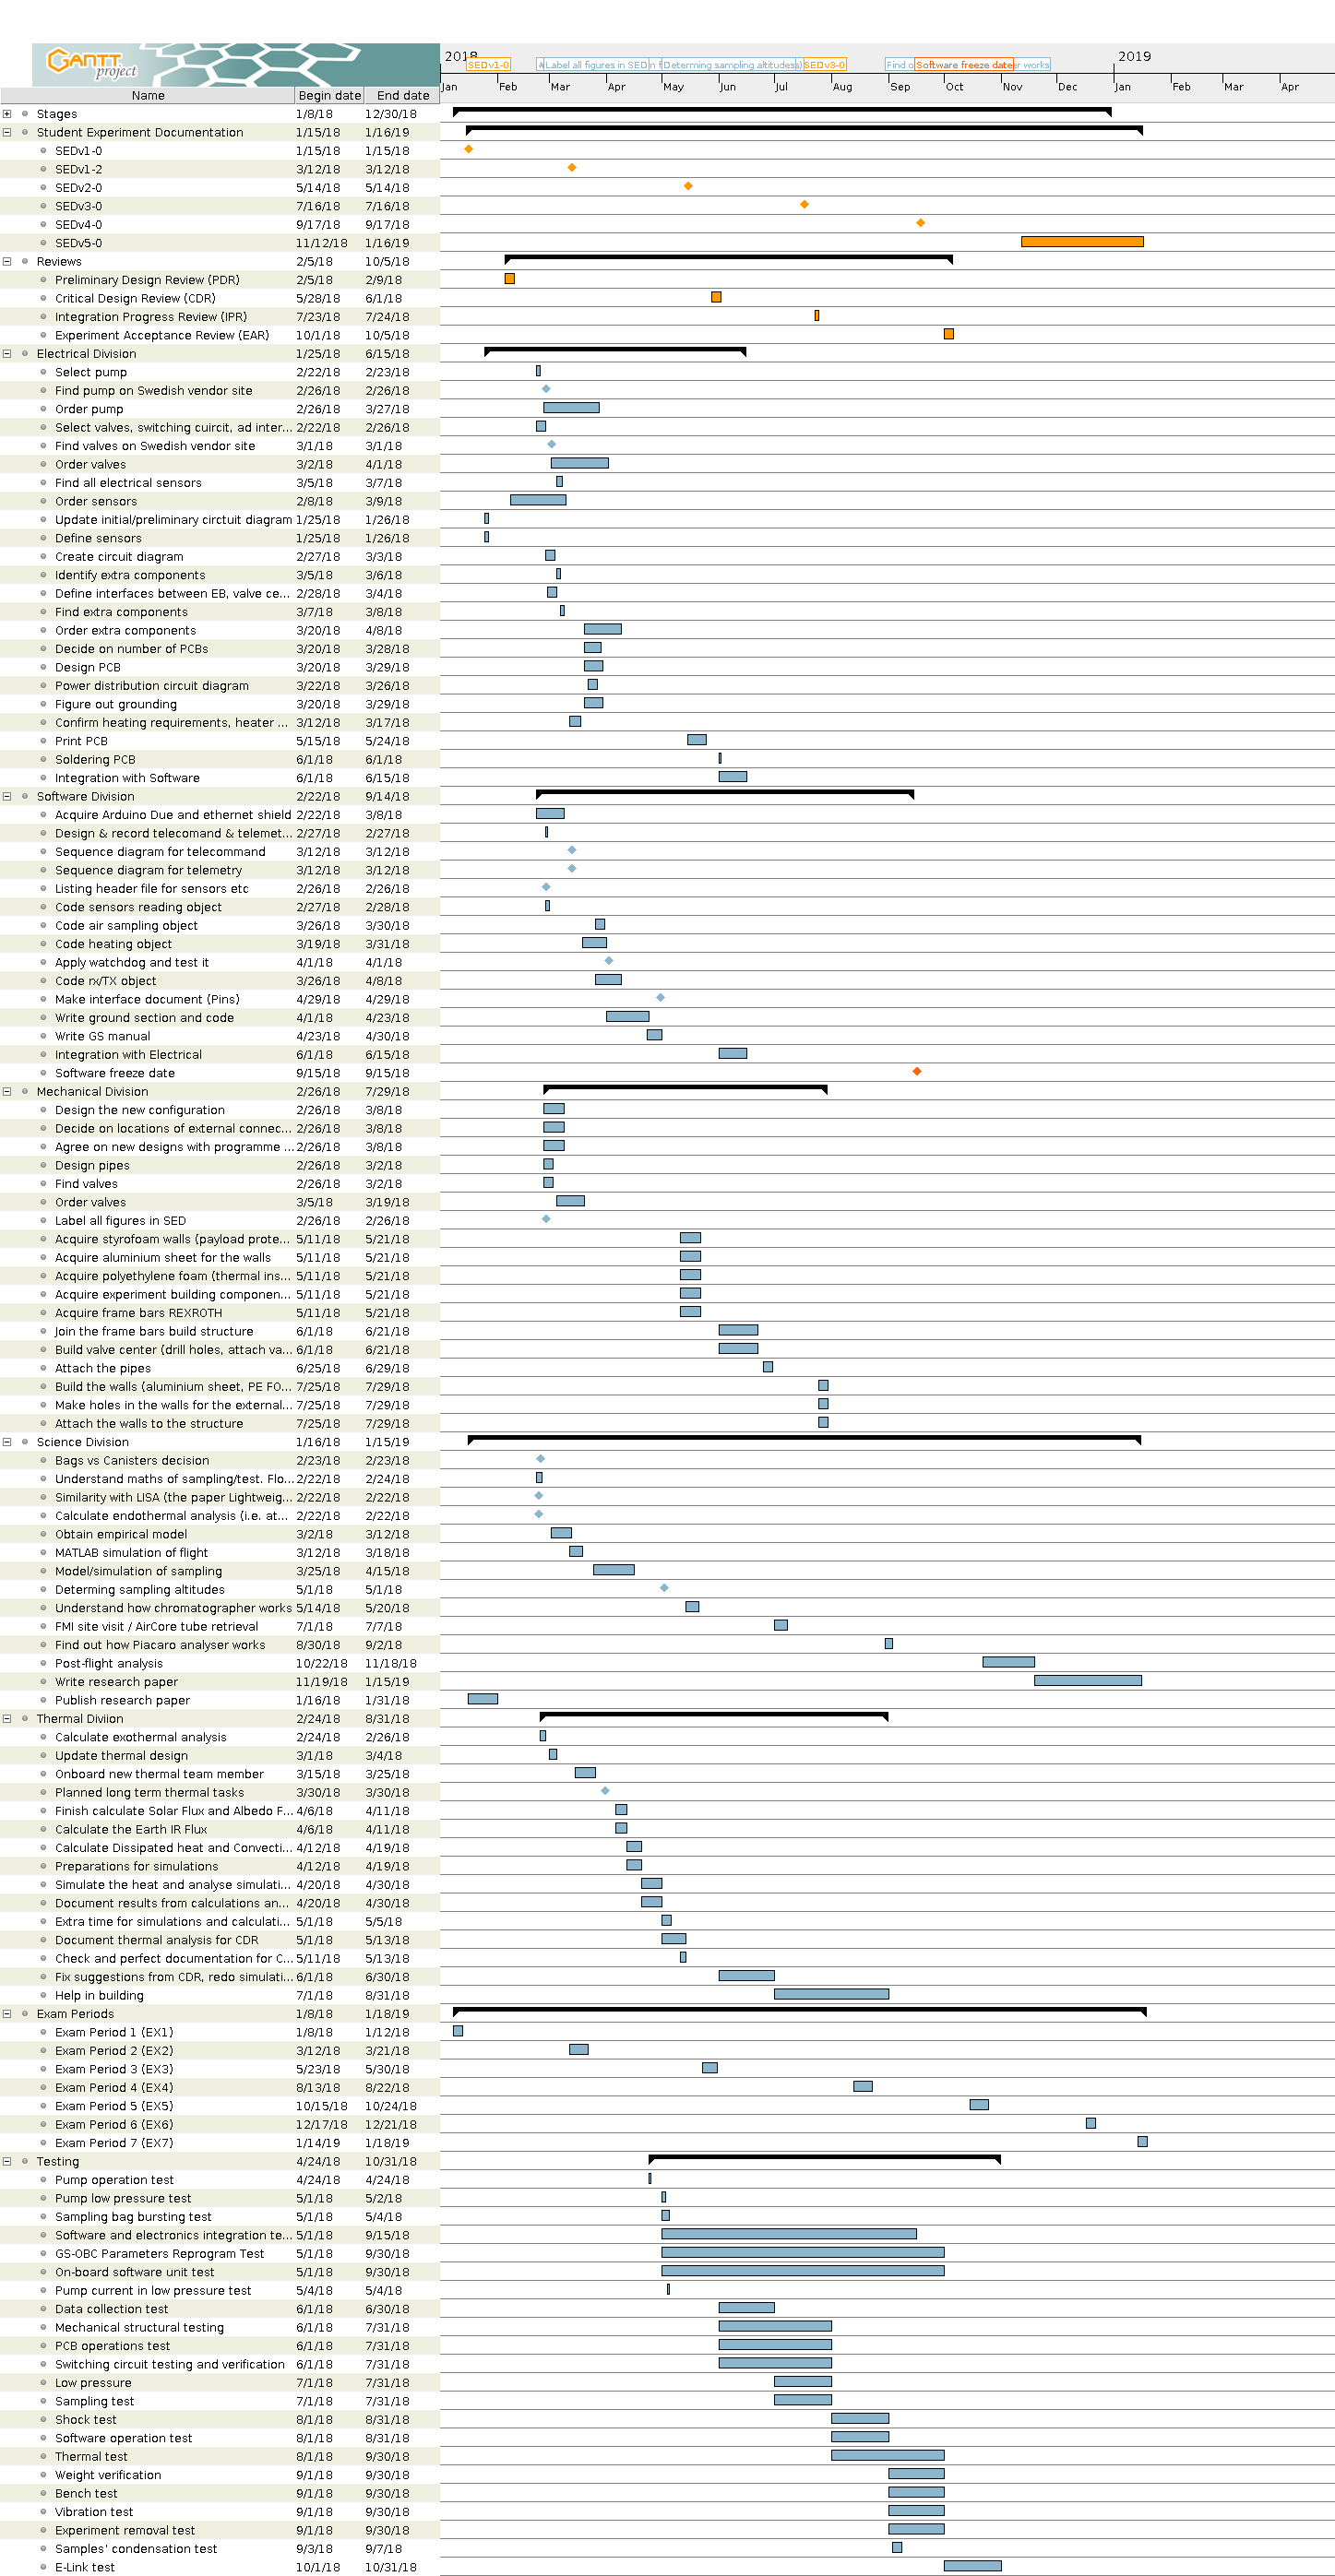 2018
2019
GANTT project
SEDv1-0
Label all figures in SED
Determing sampling altitudes
SEDv3-0
Find o
Software freeze date
er works
Jan Feb Mar Apr May Jun Jul Aug Sep Oct Nov Dec Jan Feb Mar Apr
Name Begin date End date
Stages 1/8/18 12/30/18
Student Experiment Documentation 1/15/18 1/16/19
SEDv1-0 1/15/18 1/15/18
SEDv1-2 3/12/18 3/12/18
SEDv2-0 5/14/18 5/14/18
SEDv3-0 7/16/18 7/16/18
SEDv4-0 9/17/18 9/17/18
SEDv5-0 11/12/18 1/16/19
Reviews 2/5/18 10/5/18
Preliminary Design Review (PDR) 2/5/18 2/9/18
Critical Design Review (CDR) 5/28/18 6/1/18
Integration Progress Review (IPR) 7/23/18 7/24/18
Experiment Acceptance Review (EAR) 10/1/18 10/5/18
Electrical Division 1/25/18 6/15/18
Select pump 2/22/18 2/23/18
Find pump on Swedish vendor site 2/26/18 2/26/18
Order pump 2/26/18 3/27/18
Select valves, switching cuircit, ad inter... 2/22/18 2/26/18
Find valves on Swedish vendor site 3/1/18 3/1/18
Order valves 3/2/18 4/1/18
Find all electrical sensors 3/5/18 3/7/18
Order sensors 2/8/18 3/9/18
Update initial/preliminary circtuit diagram 1/25/18 1/26/18
Define sensors 1/25/18 1/26/18
Create circuit diagram 2/27/18 3/3/18
Identify extra components 3/5/18 3/6/18
Define interfaces between EB, valve ce... 2/28/18 3/4/18
Find extra components 3/7/18 3/8/18
Order extra components 3/20/18 4/8/18
Decide on number of PCBs 3/20/18 3/28/18
Design PCB 3/20/18 3/29/18
Power distribution circuit diagram 3/22/18 3/26/18
Figure out grounding 3/20/18 3/29/18
Confirm heating requirements, heater ... 3/12/18 3/17/18
Print PCB 5/15/18 5/24/18
Soldering PCB 6/1/18 6/1/18
Integration with Software 6/1/18 6/15/18
Software Division 2/22/18 9/14/18
Acquire Arduino Due and ethernet shield 2/22/18 3/8/18
Design & record telecomand & telemet... 2/27/18 2/27/18
Sequence diagram for telecommand 3/12/18 3/12/18
Sequence diagram for telemetry 3/12/18 3/12/18
Listing header file for sensors etc 2/26/18 2/26/18
Code sensors reading object 2/27/18 2/28/18
Code air sampling object 3/26/18 3/30/18
Code heating object 3/19/18 3/31/18
Apply watchdog and test it 4/1/18 4/1/18
Code rx/TX object 3/26/18 4/8/18
Make interface document (Pins) 4/29/18 4/29/18
Write ground section and code 4/1/18 4/23/18
Write GS manual 4/23/18 4/30/18
Integration with Electrical 6/1/18 6/15/18
Software freeze date 9/15/18 9/15/18
Mechanical Division 2/26/18 7/29/18
Design the new configuration 2/26/18 3/8/18
Decide on locations of external connec... 2/26/18 3/8/18
Agree on new designs with programme ... 2/26/18 3/8/18
Design pipes 2/26/18 3/2/18
Find valves 2/26/18 3/2/18
Order valves 3/5/18 3/19/18
Label all figures in SED 2/26/18 2/26/18
Acquire styrofoam walls (payload prote... 5/11/18 5/21/18
Acquire aluminium sheet for the walls 5/11/18 5/21/18
Acquire polyethylene foam (thermal ins... 5/11/18 5/21/18
Acquire experiment building componen... 5/11/18 5/21/18
Acquire frame bars REXROTH 5/11/18 5/21/18
Join the frame bars build structure 6/1/18 6/21/18
Build valve center (drill holes, attach va... 6/1/18 6/21/18
Attach the pipes 6/25/18 6/29/18
Build the walls (aluminium sheet, PE FO... 7/25/18 7/29/18
Make holes in the walls for the external... 7/25/18 7/29/18
Attach the walls to the structure 7/25/18 7/29/18
Science Division 1/16/18 1/15/19
Bags vs Canisters decision 2/23/18 2/23/18
Understand maths of sampling/test. Flo... 2/22/18 2/24/18
Similarity with LISA (the paper Lightweig... 2/22/18 2/22/18
Calculate endothermal analysis (i.e. at... 2/22/18 2/22/18
Obtain empirical model 3/2/18 3/12/18
MATLAB simulation of flight 3/12/18 3/18/18
Model/simulation of sampling 3/25/18 4/15/18
Determing sampling altitudes 5/1/18 5/1/18
Understand how chromatographer works 5/14/18 5/20/18
FMI site visit / AirCore tube retrieval 7/1/18 7/7/18
Find out how Piacaro analyser works 8/30/18 9/2/18
Post-flight analysis 10/22/18 11/18/18
Write research paper 11/19/18 1/15/19
Publish research paper 1/16/18 1/31/18
Thermal Diviion 2/24/18 8/31/18
Calculate exothermal analysis 2/24/18 2/26/18
Update thermal design 3/1/18 3/4/18
Onboard new thermal team member 3/15/18 3/25/18
Planned long term thermal tasks 3/30/18 3/30/18
Finish calculate Solar Flux and Albedo F... 4/6/18 4/11/18
Calculate the Earth IR Flux 4/6/18 4/11/18
Calculate Dissipated heat and Convecti... 4/12/18 4/19/18
Preparations for simulations 4/12/18 4/19/18
Simulate the heat and analyse simulati... 4/20/18 4/30/18
Document results from calculations an... 4/20/18 4/30/18
Extra time for simulations and calculati... 5/1/18 5/5/18
Document thermal analysis for CDR 5/1/18 5/13/18
Check and perfect documentation for C... 5/11/18 5/13/18
Fix suggestions from CDR, redo simulati... 6/1/18 6/30/18
Help in building 7/1/18 8/31/18
Exam Periods 1/8/18 1/18/19
Exam Period 1 (EX1) 1/8/18 1/12/18
Exam Period 2 (EX2) 3/12/18 3/21/18
Exam Period 3 (EX3) 5/23/18 5/30/18
Exam Period 4 (EX4) 8/13/18 8/22/18
Exam Period 5 (EX5) 10/15/18 10/24/18
Exam Period 6 (EX6) 12/17/18 12/21/18
Exam Period 7 (EX7) 1/14/19 1/18/19
Testing 4/24/18 10/31/18
Pump operation test 4/24/18 4/24/18
Pump low pressure test 5/1/18 5/2/18
Sampling bag bursting test 5/1/18 5/4/18
Software and electronics integration te... 5/1/18 9/15/18
GS-OBC Parameters Reprogram Test 5/1/18 9/30/18
On-board software unit test 5/1/18 9/30/18
Pump current in low pressure test 5/4/18 5/4/18
Data collection test 6/1/18 6/30/18
Mechanical structural testing 6/1/18 7/31/18
PCB operations test 6/1/18 7/31/18
Switching circuit testing and verification 6/1/18 7/31/18
Low pressure 7/1/18 7/31/18
Sampling test 7/1/18 7/31/18
Shock test 8/1/18 8/31/18
Software operation test 8/1/18 8/31/18
Thermal test 8/1/18 9/30/18
Weight verification 9/1/18 9/30/18
Bench test 9/1/18 9/30/18
Vibration test 9/1/18 9/30/18
Experiment removal test 9/1/18 9/30/18
Samples' condensation test 9/3/18 9/7/18
E-Link test 10/1/18 10/31/18